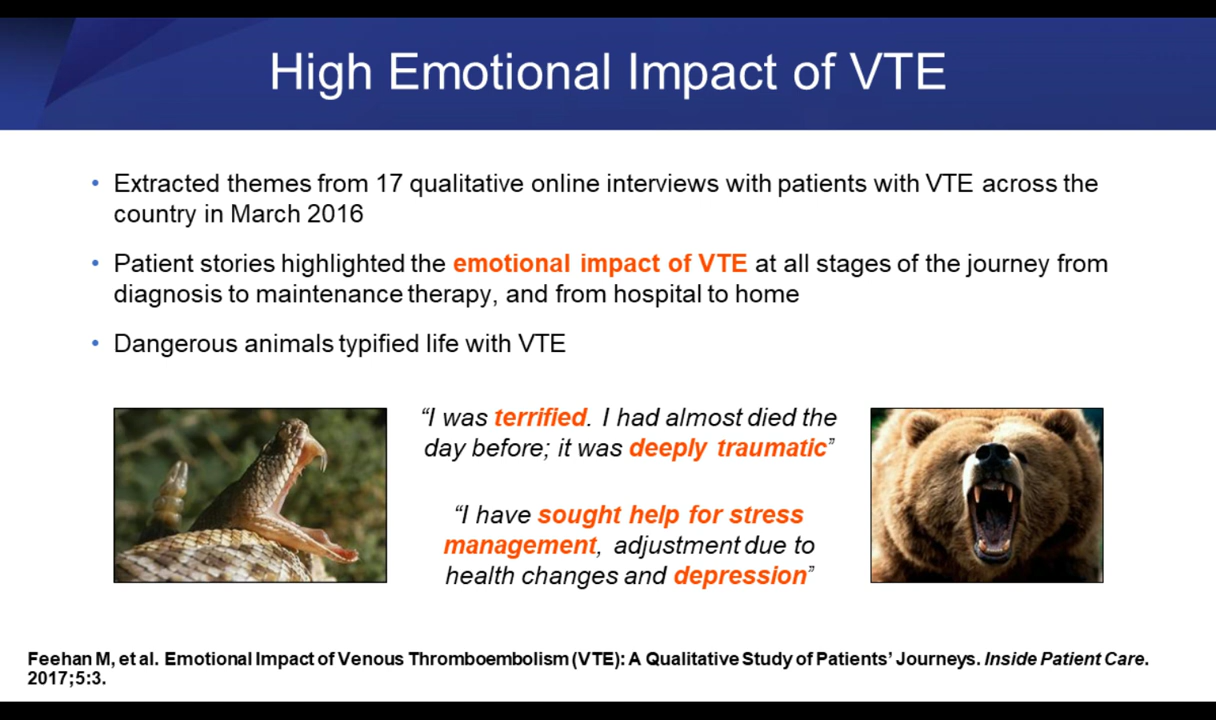 High Emotional Impact of VTE
• Extracted themes from 17 qualitative online interviews with patients with VTE across the
country in March 2016
• Patient stories highlighted the emotional impact of VTE at all stages of the journey from
diagnosis to maintenance therapy, and from hospital to home
• Dangerous animals typified life with VTE
“I was terrified. I had almost died the
day before; it was deeply traumatic”
“I have sought help for stress
management, adjustment due to
health changes and depression”
Feehan M, et al. Emotional Impact of Venous Thromboembolism (VTE): A Qualitative Study of Patients’ Journeys. Inside Patient Care.
2017;5:3.